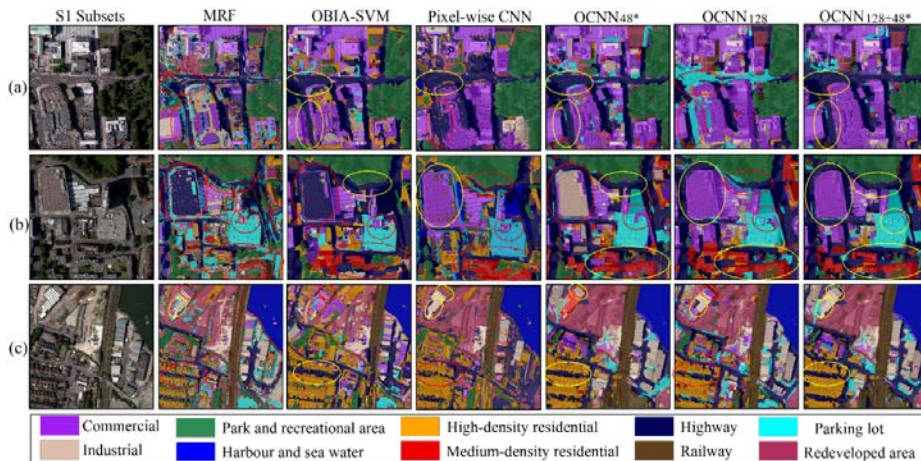 S1 Subsets MRF OBIA-SVM Pixel-wise CNN OCNN48* OCNN128 OCNN128+48*
(a)
(b)
(c)
Commercial Park and recreational area High-density residential Highway Parking lot
Industrial Harbour and sea water Medium-density residential Railway Redeveloped area